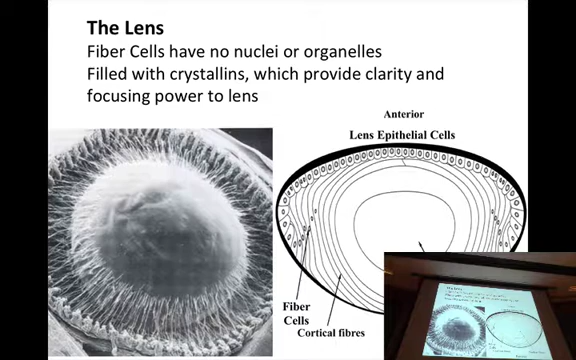 The Lens
Fiber Cells have no nuclei or organelles
Filled with crystallins, which provide clarity and
focusing power to lens
Anterior
Lens Epithelial Cells
Fiber
Cells
Cortical fibres